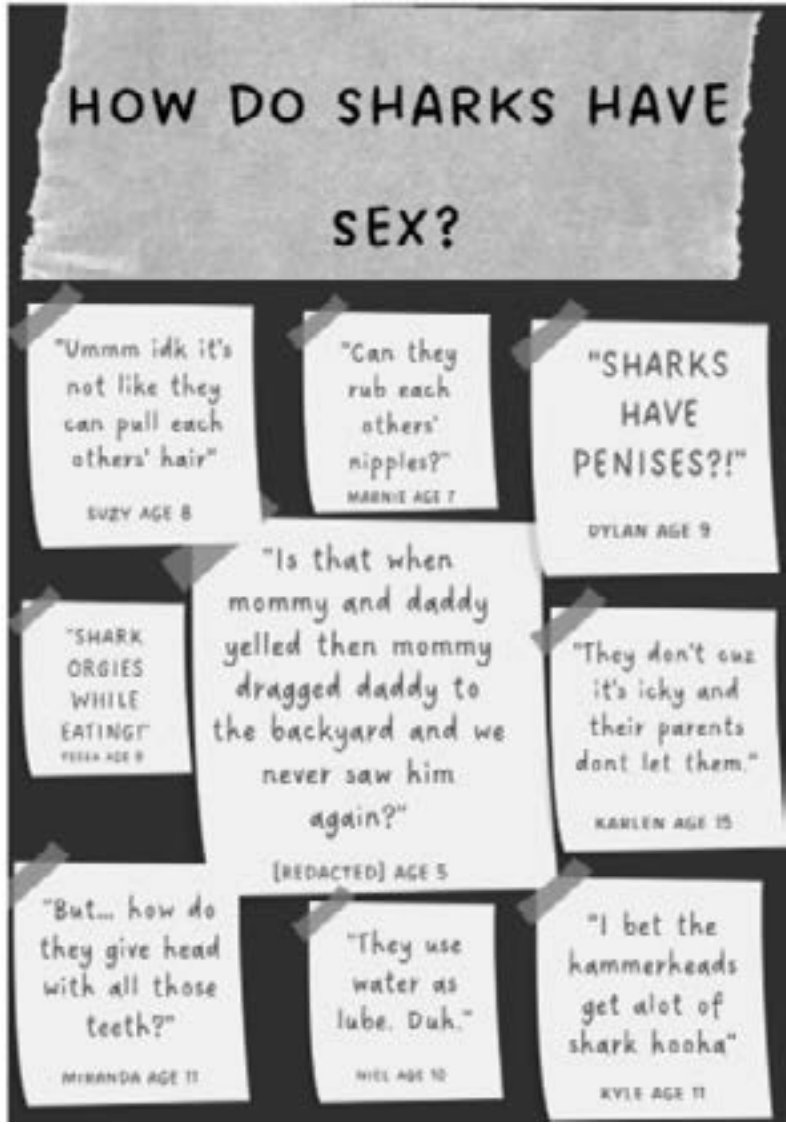 HOW DO SHARKS HAVE
SEX?
"Ummm idk it's
not like they
can pull each
others' hair"
SUZY AGE 8
"Can they
rub each
others'
nipples?"
MARNIE AGE 7
"SHARKS
HAVE
PENISES?!"
DYLAN AGE 9
"SHARK
ORGIES
WHILE
EATING!"
AGE
"Is that when
mommy and daddy
yelled then mommy
dragged daddy to
the backyard and we
never saw him
again?"
[REDACTED] AGE 5
"They don't cuz
it's icky and
their parents
dont let them."
KARLEN AGE 15
"But... how do
they give head
with all those
teeth?"
MIRANDA AGE 11
"They use
water as
lube. Duh."
NIEL AGE 10
"I bet the
hammerheads
get alot of
shark hooha"
KYLE AGE 11